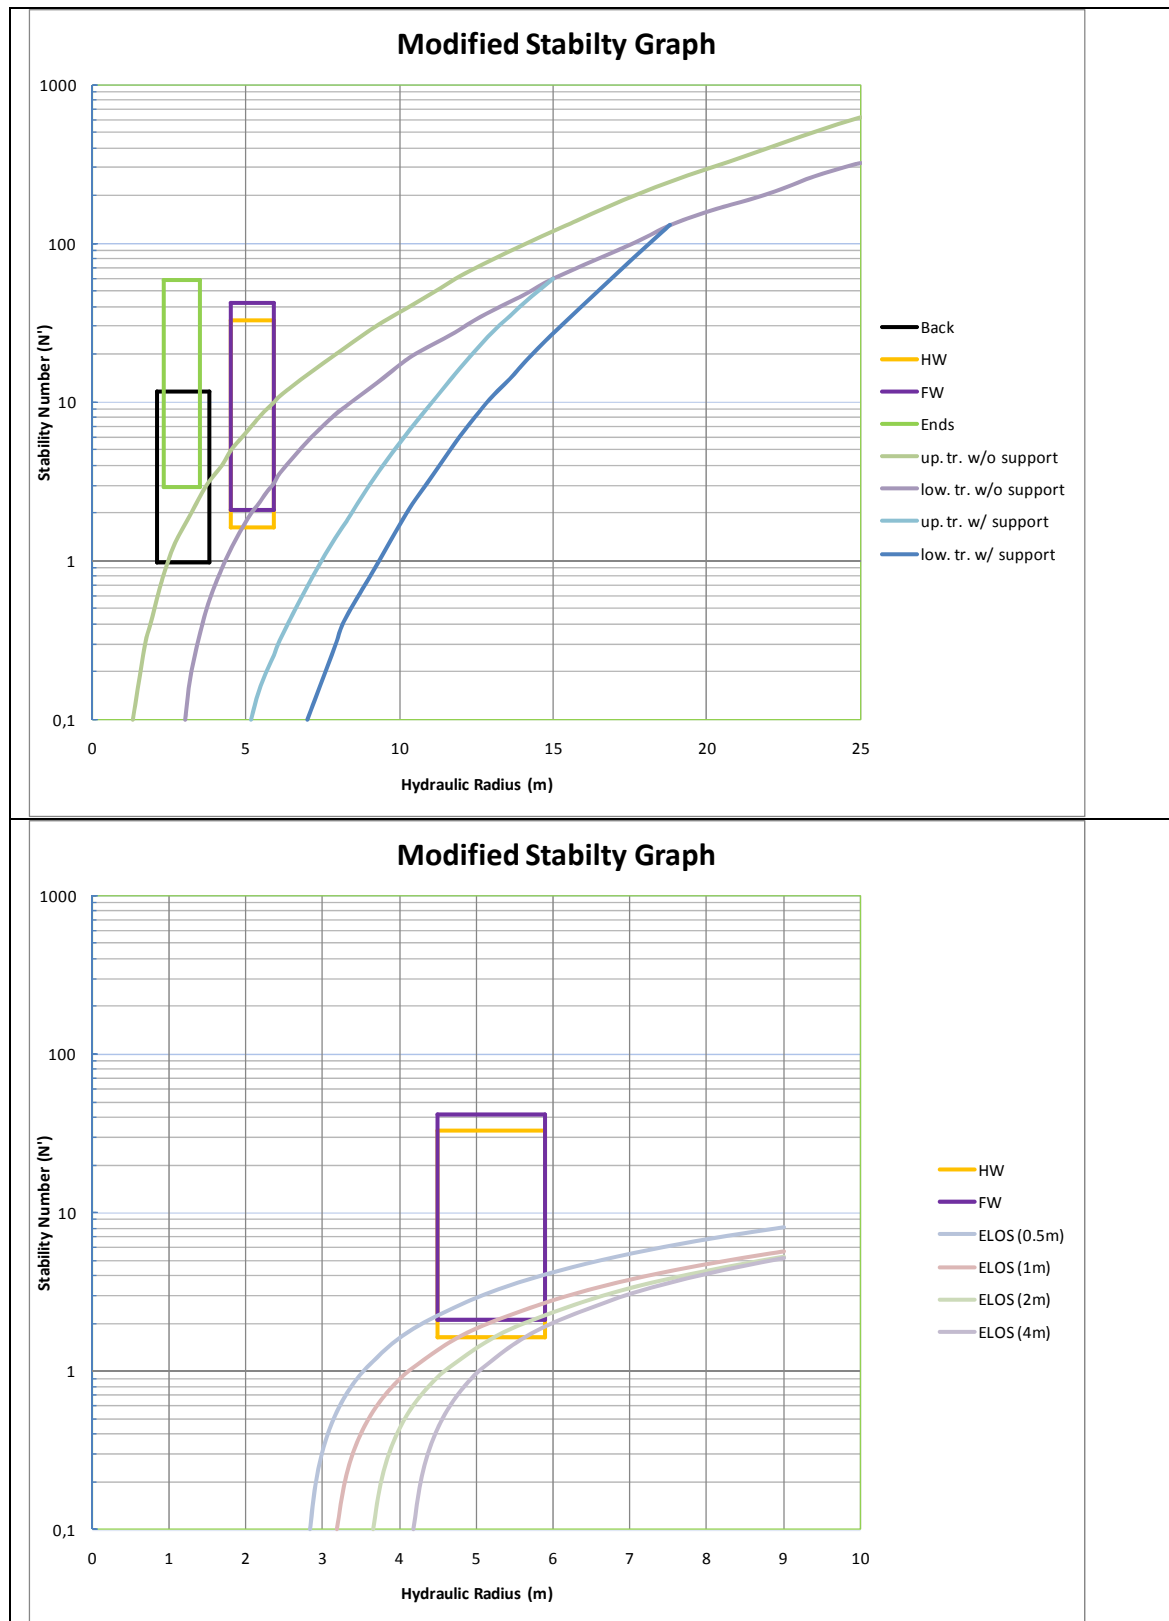 Modified Stabilty Graph
1000
100
10
1
0,1
Stability Number (N')
0 5 10 15 20 25
Hydraulic Radius (m)
Back
HW
FW
Ends
up. tr. w/o support
low. tr. w/o support
up. tr. w/ support
low. tr. w/ support
Modified Stabilty Graph
1000
100
10
1
0,1
Stability Number (N')
0 1 2 3 4 5 6 7 8 9 10
Hydraulic Radius (m)
HW
FW
ELOS (0.5m)
ELOS (1m)
ELOS (2m)
ELOS (4m)